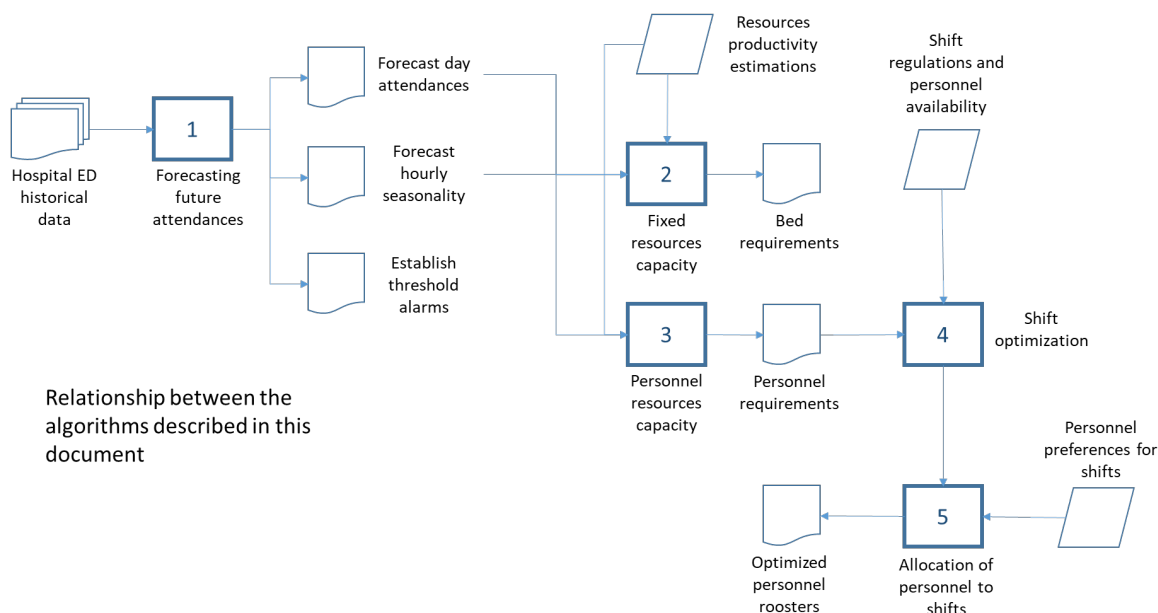 Hospital ED
historical
data
1
Forecasting
future
attendances
Forecast day
attendances
Forecast
hourly
seasonality
Establish
threshold
alarms
Resources
productivity
estimations
2
Fixed
resources
capacity
Bed
requirements
3
Personnel
resources
capacity
Personnel
requirements
Shift
regulations and
personnel
availability
4
Shift
optimization
Personnel
preferences for
shifts
5
Allocation of
personnel to
shifts
Optimized
personnel
roosters
Relationship between the
algorithms described in this
document